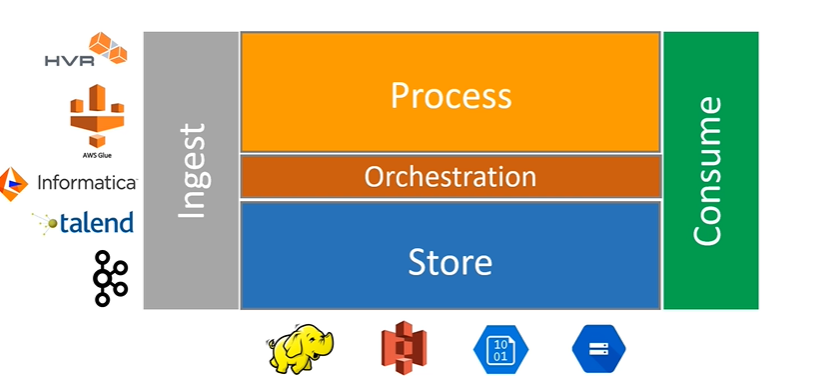 HVR
AWS Glue
Informatica
talend
Ingest
Process
Orchestration
Store
Consume
10
01